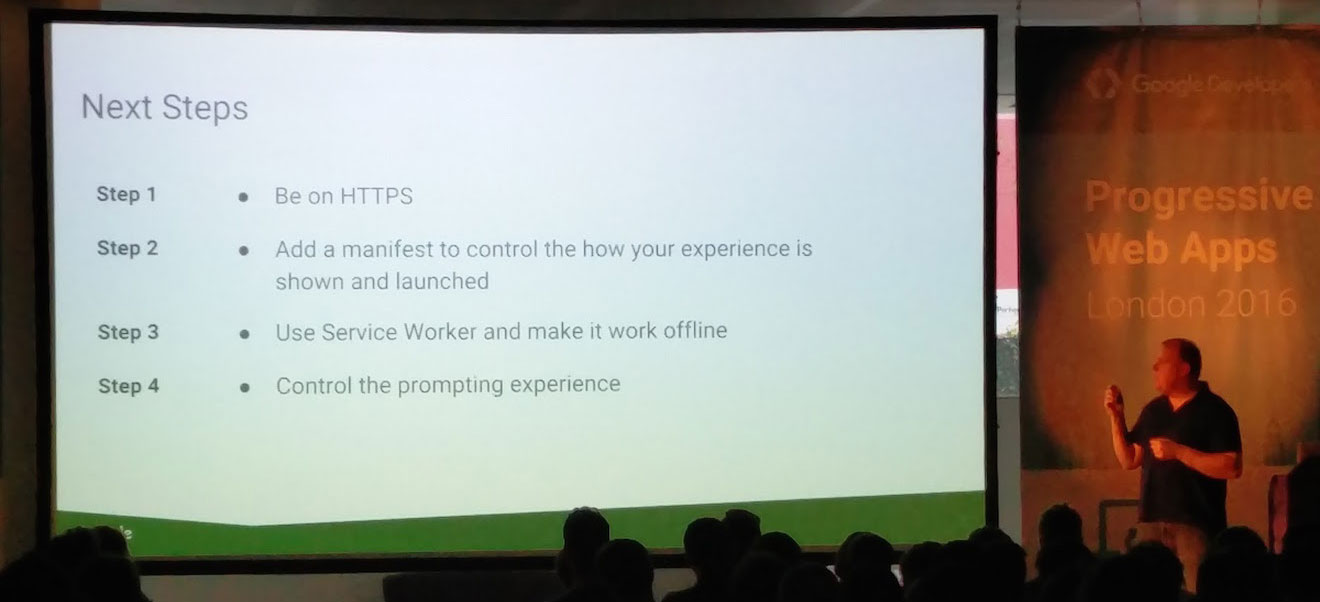 Next Steps
Step 1 ● Be on HTTPS
Step 2 ● Add a manifest to control the how your experience is
shown and launched
Step 3 ● Use Service Worker and make it work offline
Step 4 ● Control the prompting experience
Google Developers
Progressive
Web Apps
London 2016